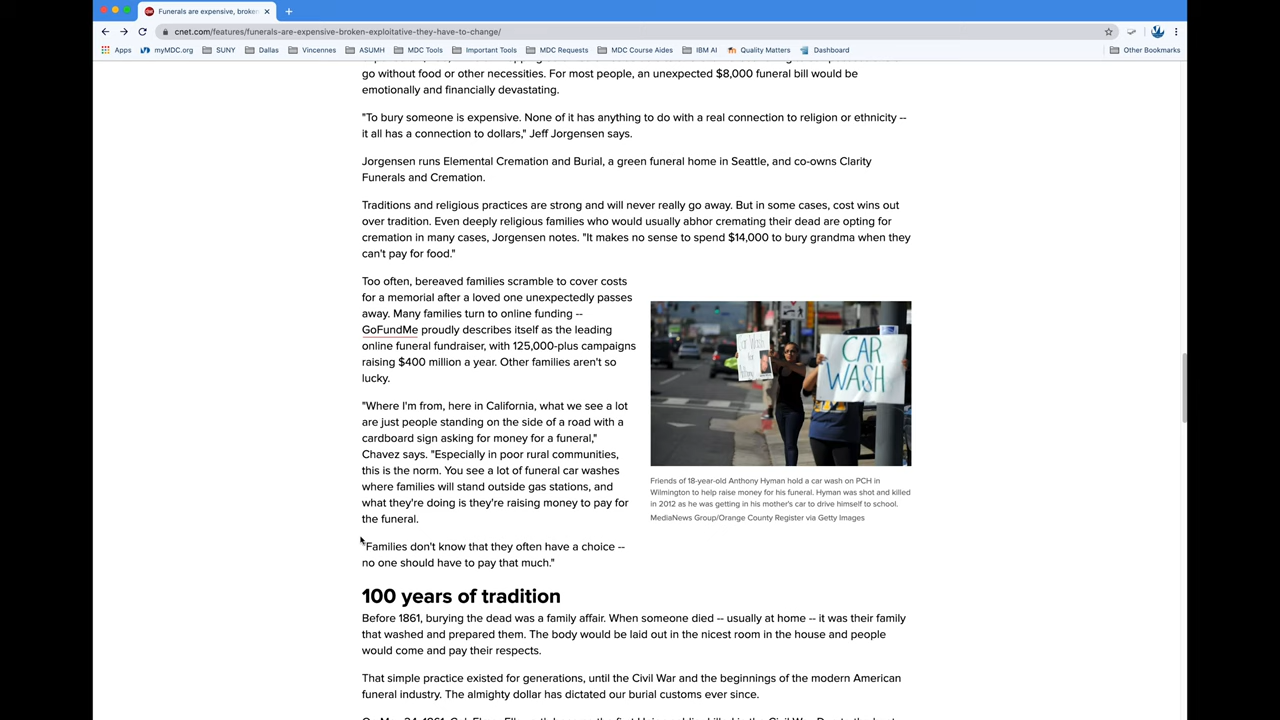 Funerals are expensive, broken
cnet.com/features/funerals-are-expensive-broken-exploitative-they-have-to-change/
Apps myMDC.org SUNY Dallas Vincennes ASUMH MDC Tools Important Tools MDC Requests MDC Course Aides IBM AI Quality Matters Dashboard Other Bookmarks
go without food or other necessities. For most people, an unexpected $8,000 funeral bill would be
emotionally and financially devastating.
"To bury someone is expensive. None of it has anything to do with a real connection to religion or ethnicity --
it all has a connection to dollars," Jeff Jorgensen says.
Jorgensen runs Elemental Cremation and Burial, a green funeral home in Seattle, and co-owns Clarity
Funerals and Cremation.
Traditions and religious practices are strong and will never really go away. But in some cases, cost wins out
over tradition. Even deeply religious families who would usually abhor cremating their dead are opting for
cremation in many cases, Jorgensen notes. "It makes no sense to spend $14,000 to bury grandma when they
can't pay for food."
Too often, bereaved families scramble to cover costs
for a memorial after a loved one unexpectedly passes
away. Many families turn to online funding --
GoFundMe proudly describes itself as the leading
online funeral fundraiser, with 125,000-plus campaigns
raising $400 million a year. Other families aren't so
lucky.
"Where I'm from, here in California, what we see a lot
are just people standing on the side of a road with a
cardboard sign asking for money for a funeral,"
Chavez says. "Especially in poor rural communities,
this is the norm. You see a lot of funeral car washes
where families will stand outside gas stations, and
what they're doing is they're raising money to pay for
the funeral.
"Families don't know that they often have a choice --
no one should have to pay that much."
CAR
WASH
Friends of 18-year-old Anthony Hyman hold a car wash on PCH in
Wilmington to help raise money for his funeral. Hyman was shot and killed
in 2012 as he was getting in his mother's car to drive himself to school.
MediaNews Group/Orange County Register via Getty Images
100 years of tradition
Before 1861, burying the dead was a family affair. When someone died -- usually at home -- it was their family
that washed and prepared them. The body would be laid out in the nicest room in the house and people
would come and pay their respects.
That simple practice existed for generations, until the Civil War and the beginnings of the modern American
funeral industry. The almighty dollar has dictated our burial customs ever since.